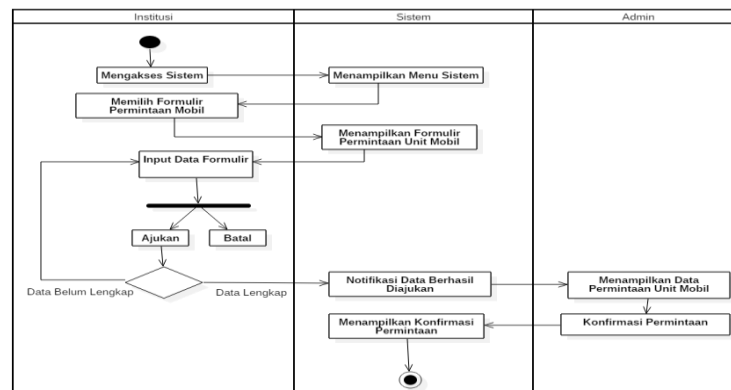 Institusi
Sistem
Admin
Mengakses Sistem
Menampilkan Menu Sistem
Memilih Formulir
Permintaan Mobil
Menampilkan Formulir
Permintaan Unit Mobil
Input Data Formulir
Ajukan
Batal
Data Belum Lengkap
Data Lengkap
Notifikasi Data Berhasil
Diajukan
Menampilkan Data
Permintaan Unit Mobil
Menampilkan Konfirmasi
Permintaan
Konfirmasi Permintaan